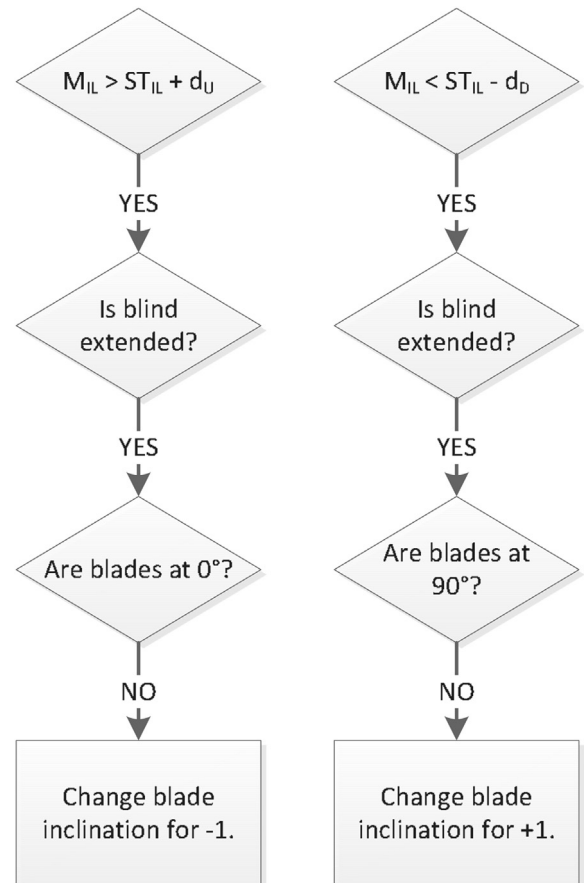 M_IL > ST_IL + d_U
YES
Is blind
extended?
YES
Are blades at 0°?
NO
Change blade
inclination for -1.
M_IL < ST_IL - d_D
YES
Is blind
extended?
YES
Are blades at
90°?
NO
Change blade
inclination for +1.